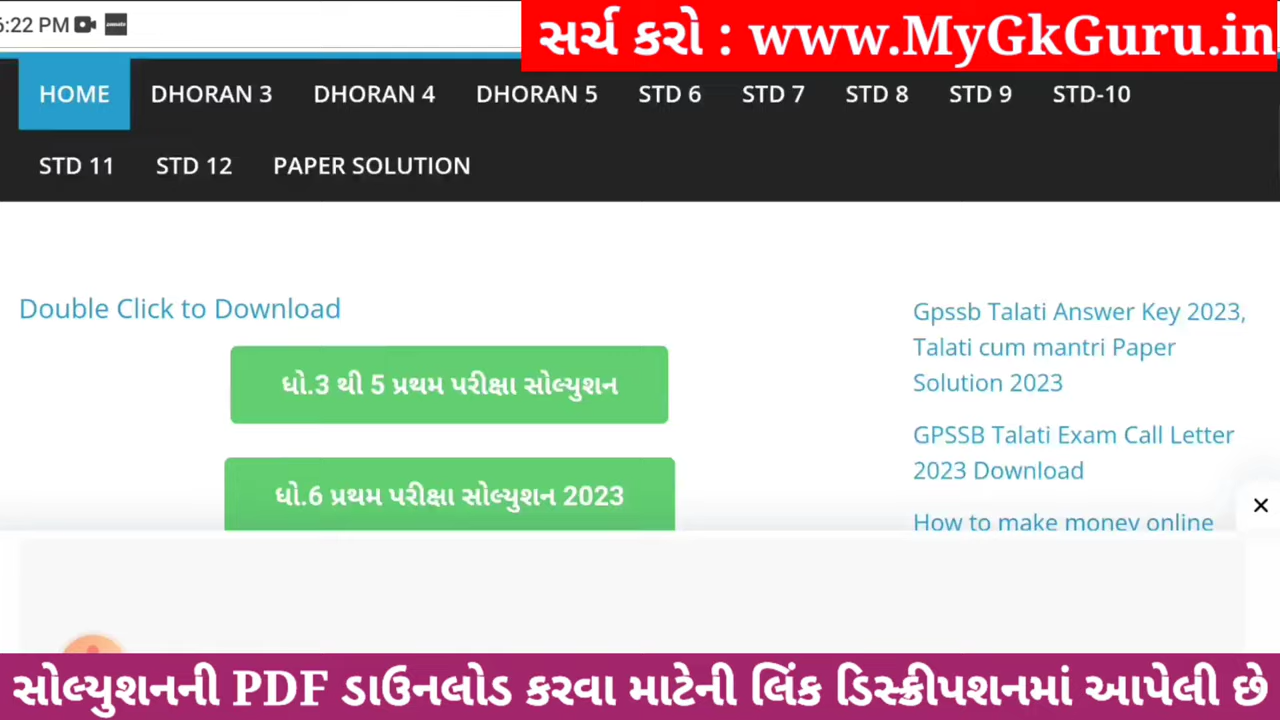 6:22 PM
સર્ચ કરો : www.MyGkGuru.in
HOME DHORAN 3 DHORAN 4 DHORAN 5 STD 6 STD 7 STD 8 STD 9 STD-10
STD 11 STD 12 PAPER SOLUTION
Double Click to Download
ધો.3 થી 5 પ્રથમ પરીક્ષા સોલ્યુશન
ધો.6 પ્રથમ પરીક્ષા સોલ્યુશન 2023
Gpssb Talati Answer Key 2023,
Talati cum mantri Paper
Solution 2023
GPSSB Talati Exam Call Letter
2023 Download
How to make money online
સોલ્યુશનની PDF ડાઉનલોડ કરવા માટેની લિંક ડિસ્ક્રીપશનમાં આપેલી છે